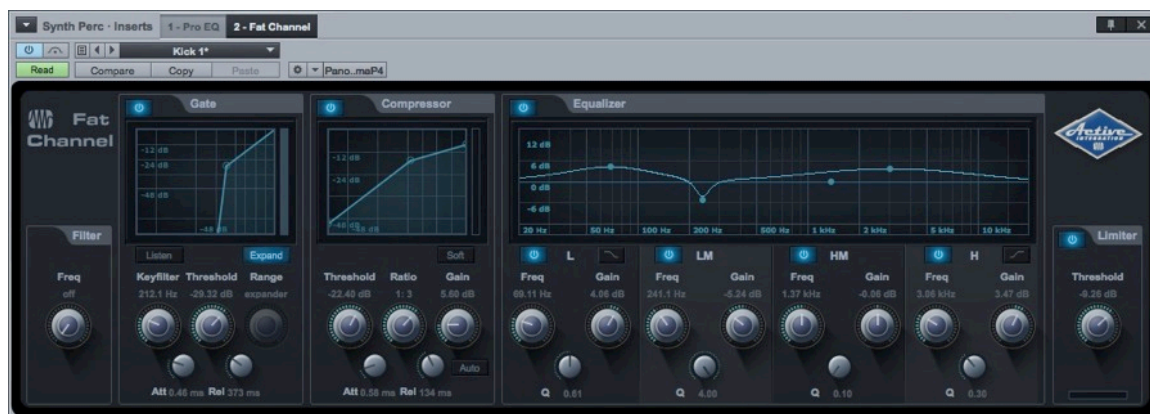 Synth Perc · Inserts 1 - Pro EQ 2 - Fat Channel
Kick 1*
Read Compare Copy Paste Pano..maP4
Fat
Channel
Gate
-12 dB
-24 dB
-48 dB
-48 dB
Compressor
-12 dB
-24 dB
-48 dB
-48 dB
Equalizer
12 dB
6 dB
0 dB
-6 dB
20 Hz 50 Hz 100 Hz 200 Hz 500 Hz 1 kHz 2 kHz 5 kHz 10 kHz
Active
INTEGRATION
Filter
Freq
off
Listen Expand
Keyfilter Threshold Range
212.1 Hz -29.32 dB expander
Att 0.46 ms Rel 373 ms
Soft
Threshold Ratio Gain
-22.40 dB 1: 3 5.60 dB
Auto
Att 0.58 ms Rel 134 ms
L
Freq Gain
69.11 Hz 4.06 dB
Q 0.61
LM
Freq Gain
241.1 Hz -5.24 dB
Q 4.00
HM
Freq Gain
1.37 kHz -0.06 dB
Q 0.10
H
Freq Gain
3.06 kHz 3.47 dB
Q 0.30
Limiter
Threshold
-9.26 dB